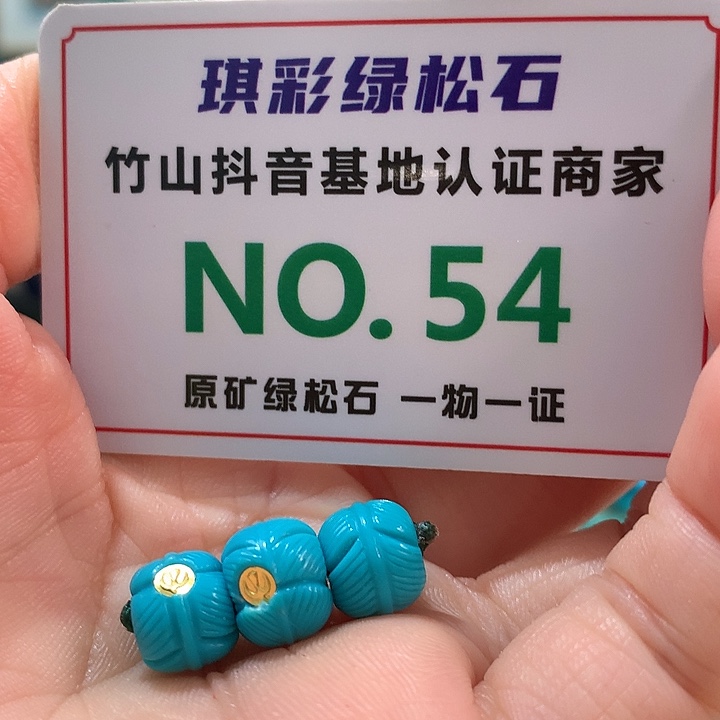 琪彩绿松石
竹山抖音基地认证商家
NO.54
原矿绿松石 一物一证